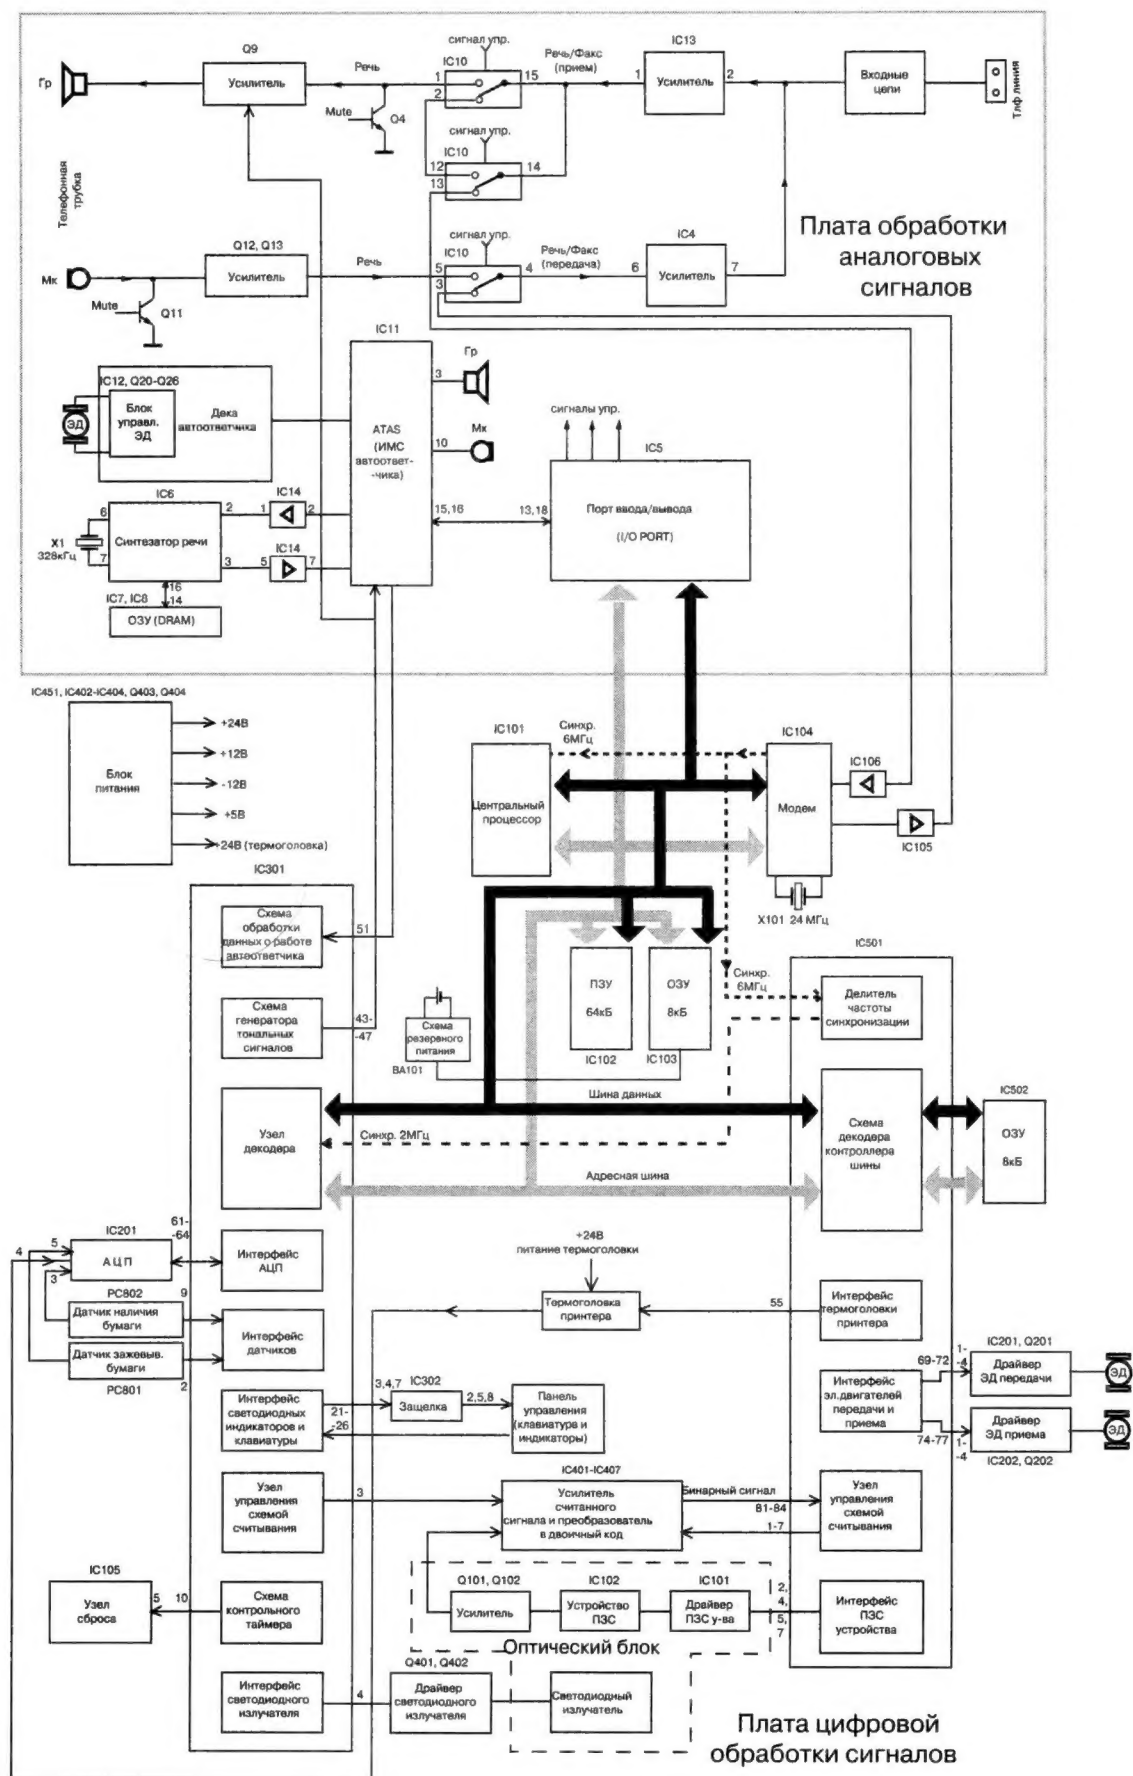 Q9
Усилитель
Гр
Речь
Mute
Q4
сигнал упр.
IC10
1
2
15
Речь/Факс
(прием)
IC13
1
Усилитель
2
Входные
цепи
Тлф линия
сигнал упр.
IC10
12
13
14
Телефонная
трубка
Плата обработки
аналоговых
сигналов
Q12, Q13
Усилитель
Мк
Mute
Q11
Речь
сигнал упр.
IC10
5
3
4
Речь/Факс
(передача)
IC4
6
Усилитель
7
IC11
ATAS
(ИМС
автоответ-
-чика)
3
Гр
10
Мк
IC12, Q20-Q26
ЭД
Блок
управл.
ЭД
Дека
автоответчика
сигналы упр.
IC5
Порт ввода/вывода
(I/O PORT)
15,16
13,18
IC6
Синтезатор речи
6
7
X1
328кГц
2
1
IC14
2
3
5
IC14
7
16
14
IC7, IC8
ОЗУ (DRAM)
IC451, IC402-IC404, Q403, Q404
Блок
питания
+24В
+12В
-12В
+5В
+24В (термоголовка)
IC101
Центральный
процессор
Синхр.
6МГц
IC104
Модем
IC106
IC105
X101 24 МГц
IC301
Схема
обработки
данных о работе
автоответчика
51
Схема
генератора
тональных
сигналов
43-
-47
Схема
резервного
питания
BA101
ПЗУ
64кБ
IC102
ОЗУ
8кБ
IC103
Синхр.
6МГц
IC501
Делитель
частоты
синхронизации
Узел
декодера
Шина данных
Синхр. 2МГц
Адресная шина
Схема
декодера
контроллера
шины
IC502
ОЗУ
8кБ
IC201
АЦП
4
5
3
61-
-64
Интерфейс
АЦП
PC802
Датчик наличия
бумаги
9
Датчик зажевыв.
бумаги
PC801
2
Интерфейс
датчиков
+24В
питание термоголовки
Термоголовка
принтера
55
Интерфейс
термоголовки
принтера
Интерфейс
светодиодных
индикаторов и
клавиатуры
21-
-26
3,4,7
IC302
Защелка
2,5,8
Панель
управления
(клавиатура и
индикаторы)
Интерфейс
эл.двигателей
передачи и
приема
69-72
1-
-4
IC201, Q201
Драйвер
ЭД передачи
ЭД
74-77
1-
-4
Драйвер
ЭД приема
IC202, Q202
ЭД
Узел
управления
схемой
считывания
3
IC401-IC407
Усилитель
считанного
сигнала и преобразователь
в двоичный код
Бинарный сигнал
81-84
1-7
Узел
управления
схемой
считывания
IC105
Узел
сброса
5
10
Схема
контрольного
таймера
Q101, Q102
Усилитель
IC102
Устройство
ПЗС
IC101
Драйвер
ПЗС у-ва
2,
4,
5,
7
Интерфейс
ПЗС
устройства
Оптический блок
Интерфейс
светодиодного
излучателя
4
Q401, Q402
Драйвер
светодиодного
излучателя
Светодиодный
излучатель
Плата цифровой
обработки сигналов